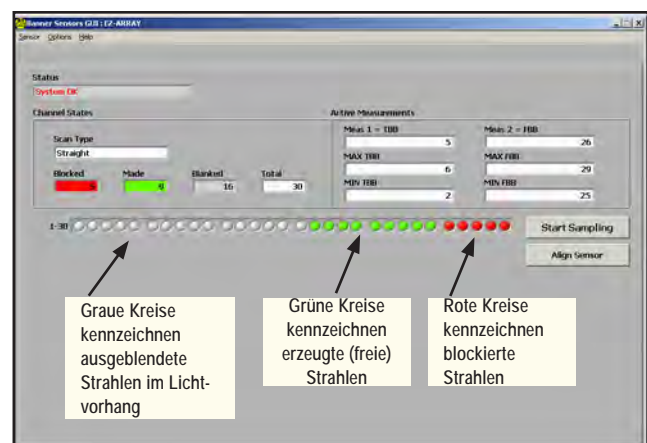 Banner Sensors GUI : EZ-ARRAY
Sensor Options Help
Status
System OK
Channel States
Scan Type
Straight
Blocked Made Blanked Total
16 30
Active Measurements
Meas 1 = TBB Meas 2 = FBB
5 26
MAX TBB MAX FBB
6 29
MIN TBB MIN FBB
2 25
1-30
Start Sampling
Align Sensor
Graue Kreise
kennzeichnen
ausgeblendete
Strahlen im Licht-
vorhang
Grüne Kreise
kennzeichnen
erzeugte (freie)
Strahlen
Rote Kreise
kennzeichnen
blockierte
Strahlen